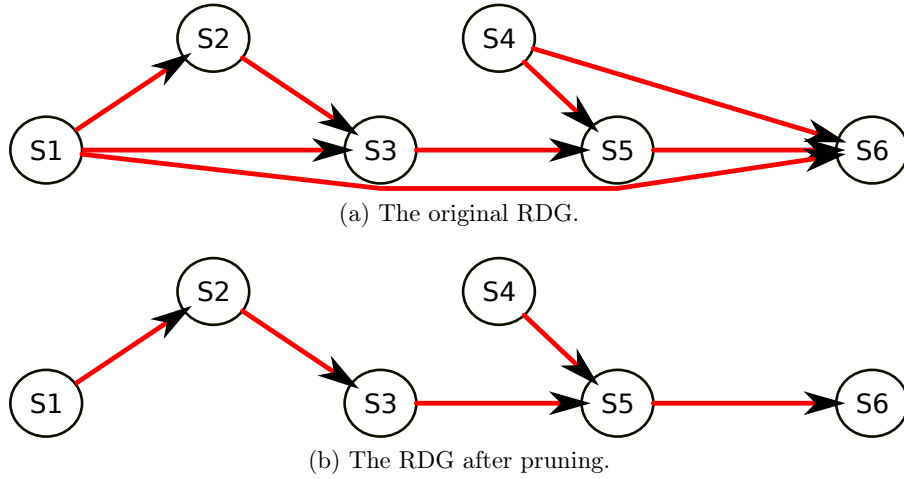 S2 S4
S1 S3 S5 S6
(a) The original RDG.
S2 S4
S1 S3 S5 S6
(b) The RDG after pruning.